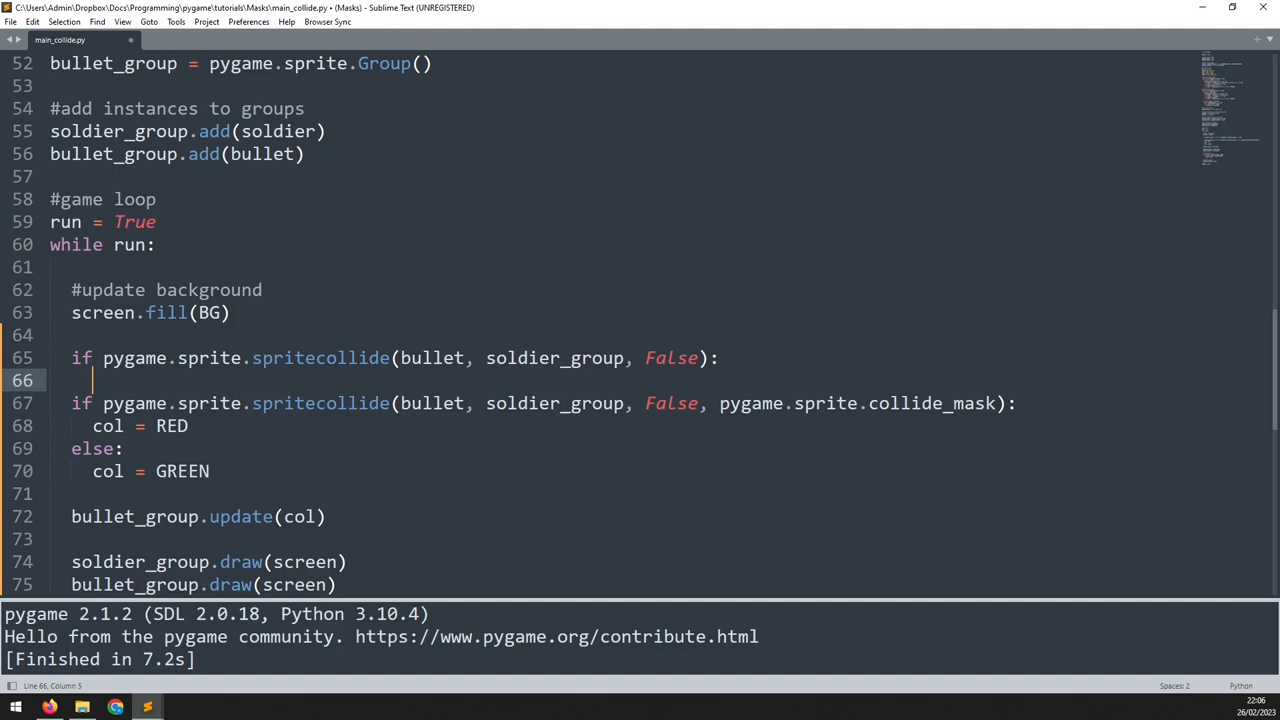 C:\Users\Admin\Dropbox\Docs\Programming\pygame\tutorials\Masks\main_collide.py • (Masks) - Sublime Text (UNREGISTERED)
File Edit Selection Find View Goto Tools Project Preferences Help Browser Sync
main_collide.py
52 bullet_group = pygame.sprite.Group()
53
54 #add instances to groups
55 soldier_group.add(soldier)
56 bullet_group.add(bullet)
57
58 #game loop
59 run = True
60 while run:
61
62 #update background
63 screen.fill(BG)
64
65 if pygame.sprite.spritecollide(bullet, soldier_group, False):
66
67 if pygame.sprite.spritecollide(bullet, soldier_group, False, pygame.sprite.collide_mask):
68 col = RED
69 else:
70 col = GREEN
71
72 bullet_group.update(col)
73
74 soldier_group.draw(screen)
75 bullet_group.draw(screen)
pygame 2.1.2 (SDL 2.0.18, Python 3.10.4)
Hello from the pygame community. https://www.pygame.org/contribute.html
[Finished in 7.2s]
Line 66, Column 5 Spaces: 2 Python
22:06
26/02/2023